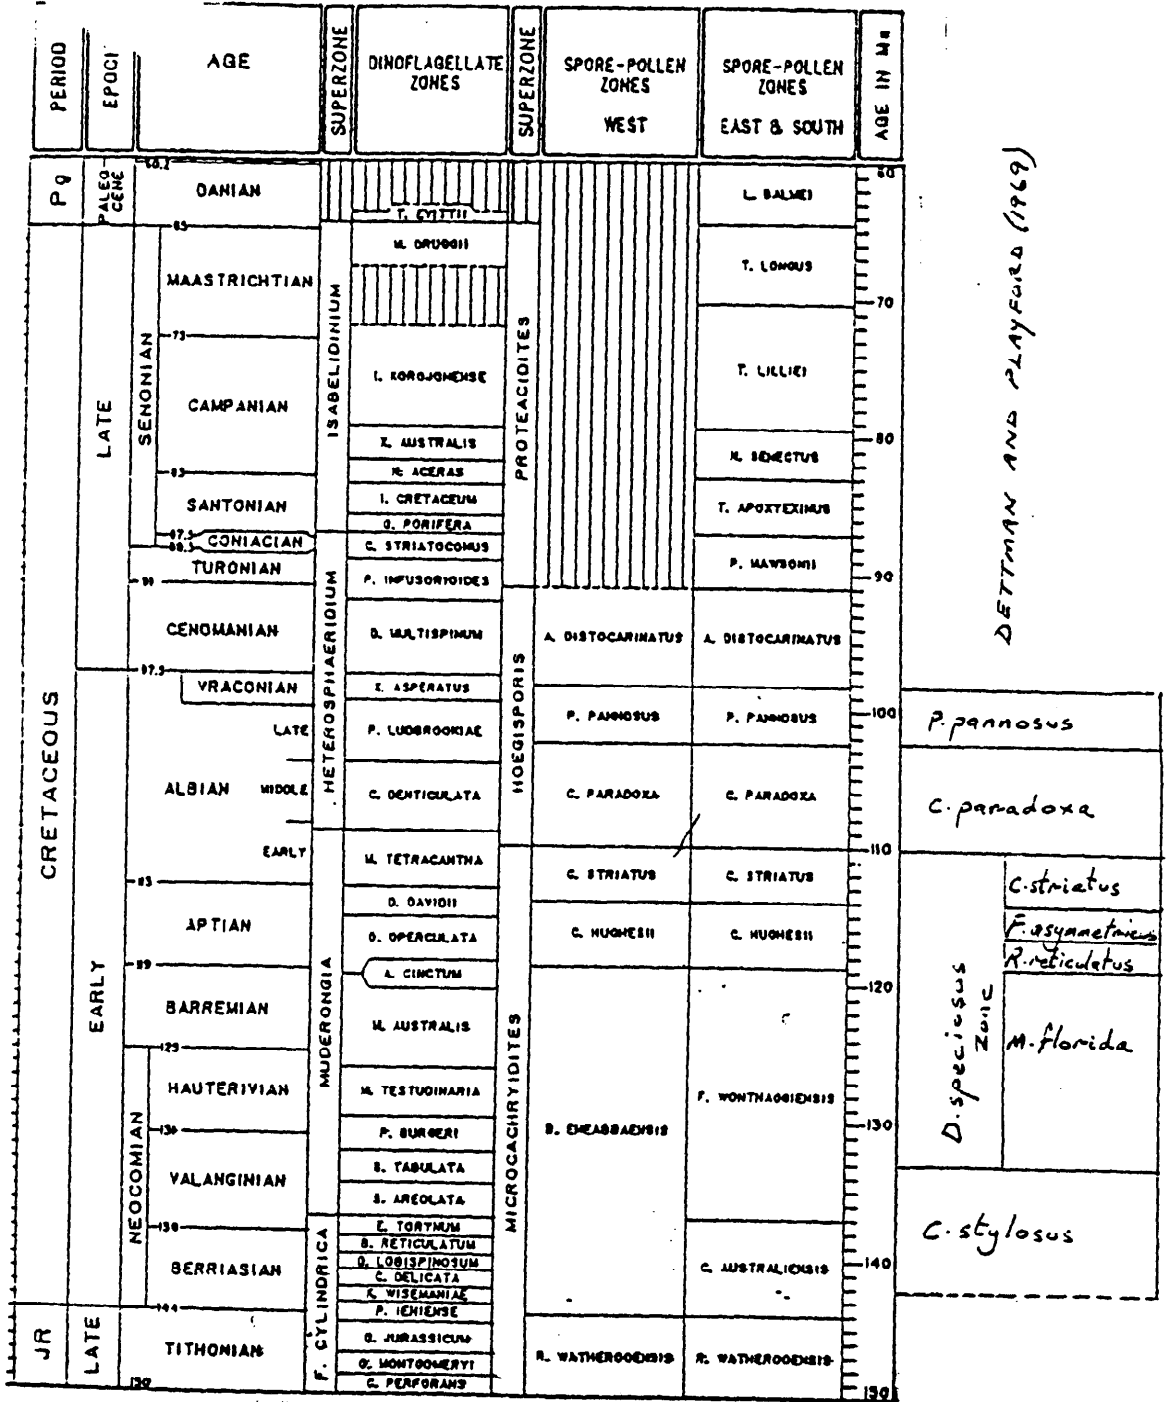 PERIOD
EPOCH
AGE
SUPERZONE
DINOFLAGELLATE
ZONES
SUPERZONE
SPORE-POLLEN
ZONES
WEST
SPORE-POLLEN
ZONES
EAST & SOUTH
AGE IN Ma
Pg
PALEO
CENE
CRETACEOUS
JR
LATE
EARLY
LATE
SENONIAN
NEOCOMIAN
60.2
DANIAN
65
MAASTRICHTIAN
73
CAMPANIAN
83
SANTONIAN
87.5
CONIACIAN
88.5
TURONIAN
91
CENOMANIAN
97.5
VRACONIAN
LATE
ALBIAN
MIDDLE
EARLY
113
APTIAN
119
BARREMIAN
125
HAUTERIVIAN
VALANGINIAN
BERRIASIAN
144
TITHONIAN
150
ISABELIDINIUM
HETEROSPHAERIDIUM
MUDERONGIA
F. CYLINDRICA
T. EVITTII
M. DRUGGII
I. KOROJONENSE
X. AUSTRALIS
N. ACERAS
I. CRETACEUM
O. PORIFERA
C. STRIATOCONUS
P. INFUSORIOIDES
D. MULTISPINUM
X. ASPERATUS
P. LUDBROOKIAE
C. DENTICULATA
M. TETRACANTHA
D. DAVIDII
O. OPERCULATA
A. CINCTUM
M. AUSTRALIS
M. TESTUDINARIA
P. BURGERI
S. TABULATA
S. AREOLATA
E. TORYNUM
B. RETICULATUM
D. LOBISPINOSUM
C. DELICATA
K. WISEMANIAE
P. IEHIENSE
O. JURASSICUM
O. MONTGOMERYI
C. PERFORANS
PROTEACIDITES
HOEGISPORIS
MICROCACHRYIDITES
A. DISTOCARINATUS
P. PANNOSUS
C. PARADOXA
C. STRIATUS
C. HUGHESII
B. ENEABBAENSIS
R. WATHEROOENSIS
L. BALMEI
T. LONGUS
T. LILLIEI
N. SENECTUS
T. APOXYEXINUS
P. MAWSONII
A. DISTOCARINATUS
P. PANNOSUS
C. PARADOXA
C. STRIATUS
C. HUGHESII
F. WONTHAGGIENSIS
C. AUSTRALIENSIS
R. WATHEROOENSIS
60
70
80
90
100
110
120
130
140
150
DETTMAN AND PLAYFORD (1969)
P. pannosus
C. paradoxa
D. speciosus
Zone
C. striatus
F. asymmetricus
R. reticulatus
M. florida
C. stylosus